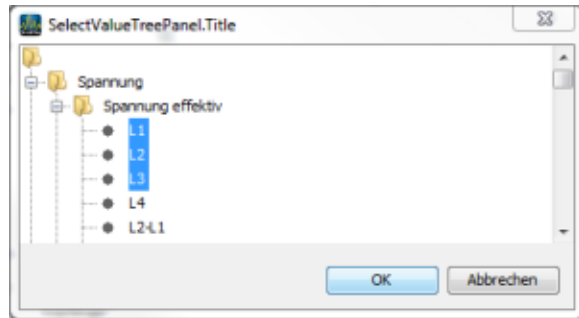 SelectValueTreePanel.Title
Spannung
Spannung effektiv
L1
L2
L3
L4
L2-L1
OK Abbrechen